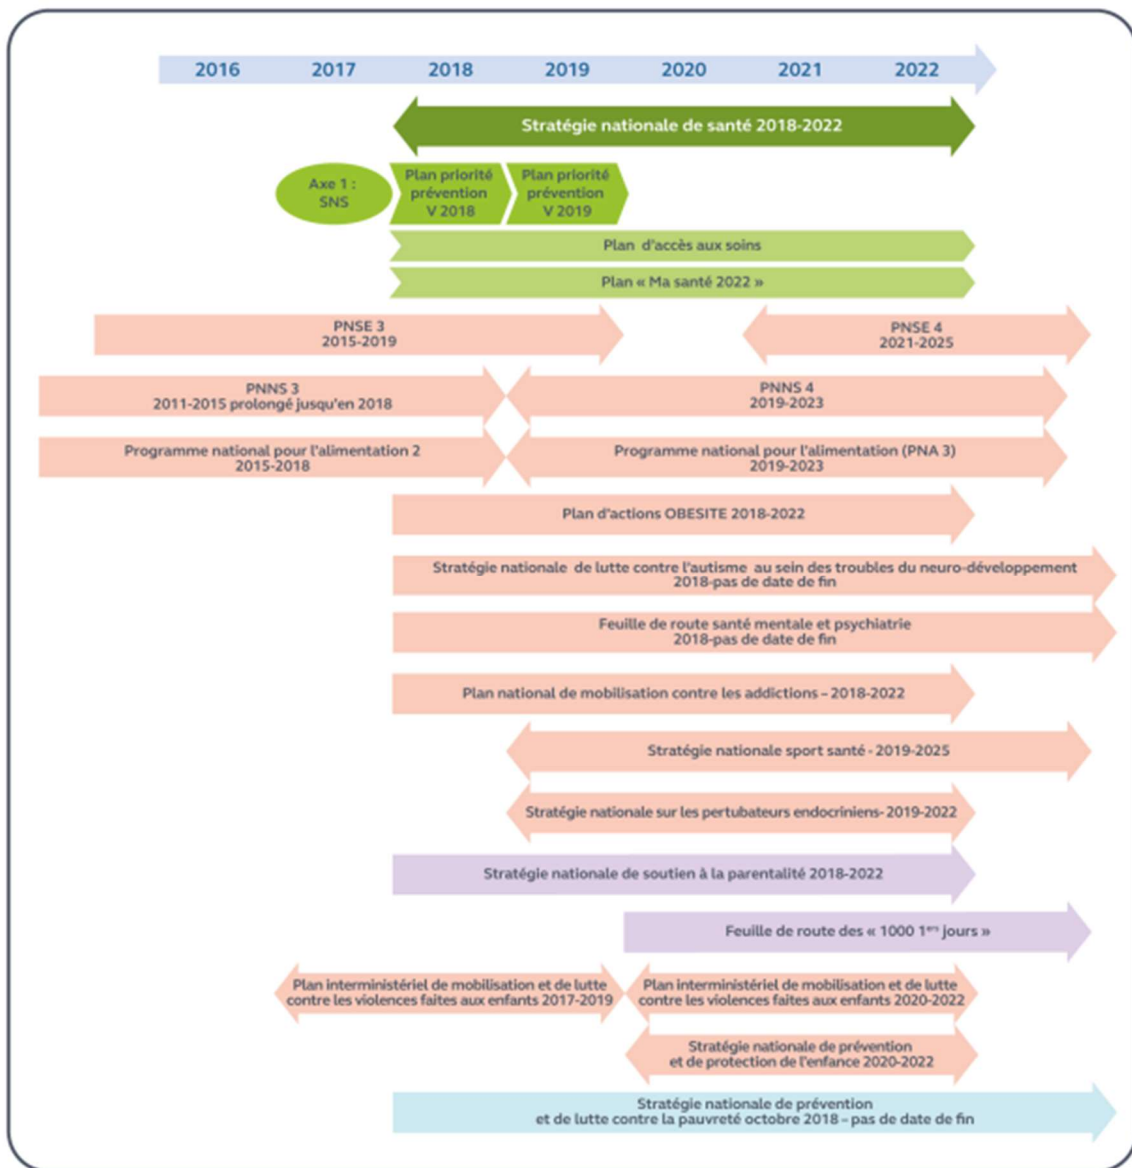 2016 2017 2018 2019 2020 2021 2022
Stratégie nationale de santé 2018-2022
Axe 1 :
SNS
Plan priorité
prévention
V 2018
Plan priorité
prévention
V 2019
Plan d'accès aux soins
Plan « Ma santé 2022 »
PNSE 3
2015-2019
PNSE 4
2021-2025
PNNS 3
2011-2015 prolongé jusqu'en 2018
PNNS 4
2019-2023
Programme national pour l'alimentation 2
2015-2018
Programme national pour l'alimentation (PNA 3)
2019-2023
Plan d'actions OBESITE 2018-2022
Stratégie nationale de lutte contre l'autisme au sein des troubles du neuro-développement
2018-pas de date de fin
Feuille de route santé mentale et psychiatrie
2018-pas de date de fin
Plan national de mobilisation contre les addictions – 2018-2022
Stratégie nationale sport santé - 2019-2025
Stratégie nationale sur les pertubateurs endocriniens- 2019-2022
Stratégie nationale de soutien à la parentalité 2018-2022
Feuille de route des « 1000 1ers jours »
Plan interministériel de mobilisation et de lutte
contre les violences faites aux enfants 2017-2019
Plan interministériel de mobilisation et de lutte
contre les violences faites aux enfants 2020-2022
Stratégie nationale de prévention
et de protection de l'enfance 2020-2022
Stratégie nationale de prévention
et de lutte contre la pauvreté octobre 2018 – pas de date de fin